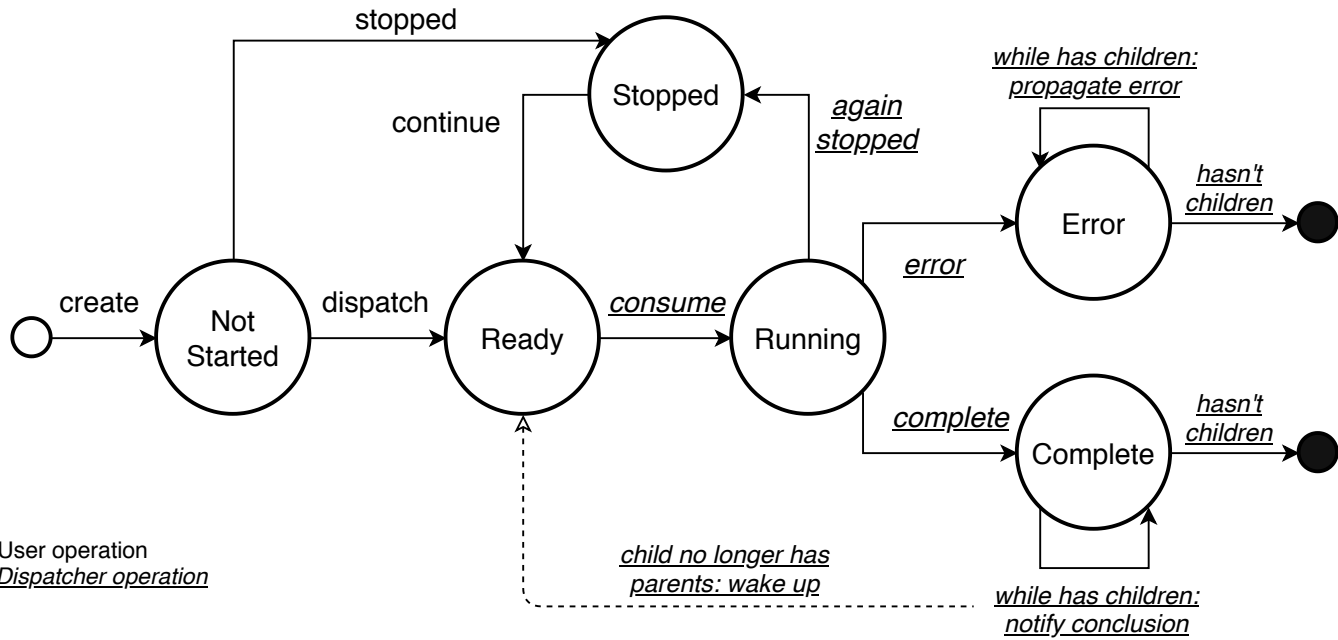 stopped
while has children:
propagate error
Stopped
again
stopped
continue
hasn't
children
Error
error
create
dispatch
consume
Not
Started
Ready
Running
complete
hasn't
children
Complete
User operation
Dispatcher operation
child no longer has
parents: wake up
while has children:
notify conclusion